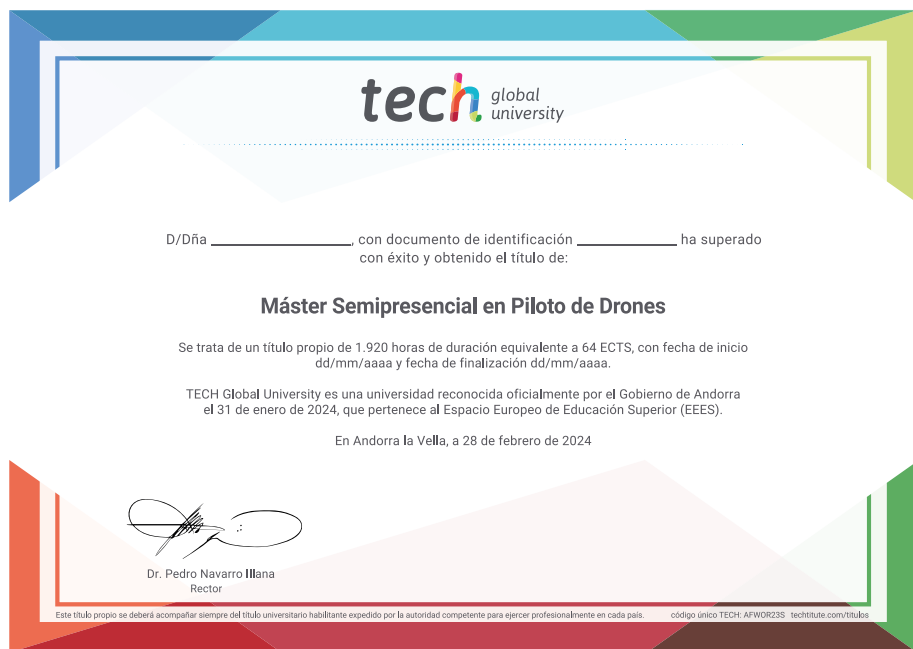 tech global university
D/Dña ____________________, con documento de identificación ______________ ha superado
con éxito y obtenido el título de:
Máster Semipresencial en Piloto de Drones
Se trata de un título propio de 1.920 horas de duración equivalente a 64 ECTS, con fecha de inicio
dd/mm/aaaa y fecha de finalización dd/mm/aaaa.
TECH Global University es una universidad reconocida oficialmente por el Gobierno de Andorra
el 31 de enero de 2024, que pertenece al Espacio Europeo de Educación Superior (EEES).
En Andorra la Vella, a 28 de febrero de 2024
Dr. Pedro Navarro Illana
Rector
Este título propio se deberá acompañar siempre del título universitario habilitante expedido por la autoridad competente para ejercer profesionalmente en cada país. código único TECH: AFWOR23S techtitute.com/titulos